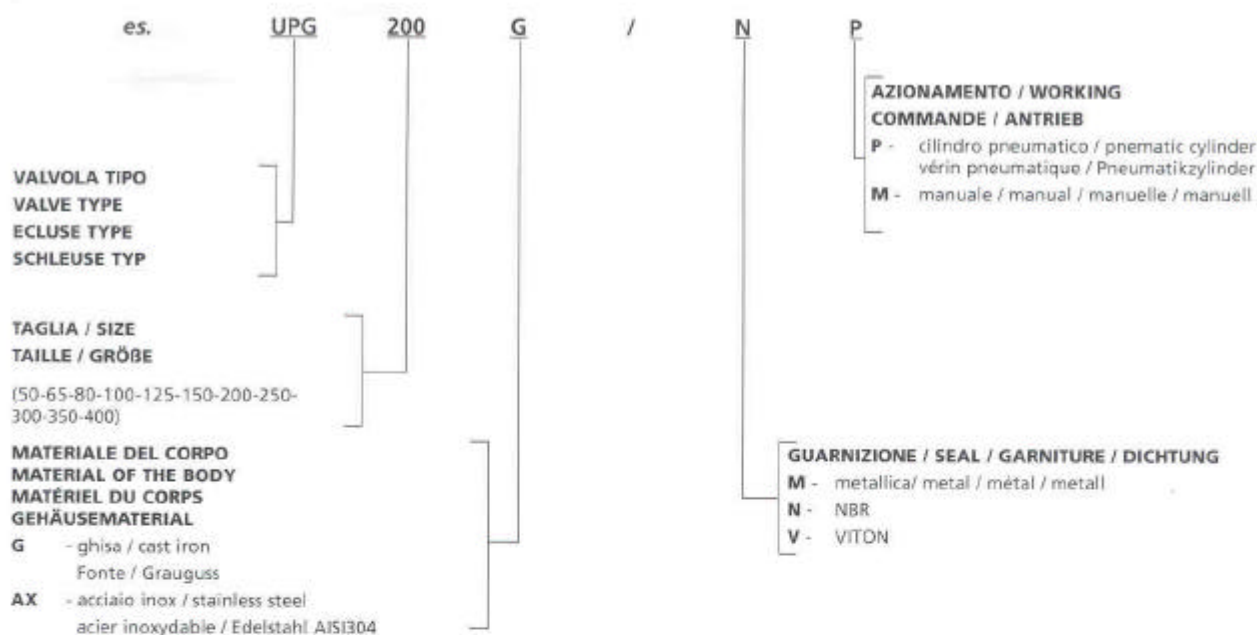 es. UPG 200 G / N P
AZIONAMENTO / WORKING
COMMANDE / ANTRIEB
P - cilindro pneumatico / pnematic cylinder
vérin pneumatique / Pneumatikzylinder
M - manuale / manual / manuelle / manuell
VALVOLA TIPO
VALVE TYPE
ECLUSE TYPE
SCHLEUSE TYP
TAGLIA / SIZE
TAILLE / GRÖßE
(50-65-80-100-125-150-200-250-
300-350-400)
MATERIALE DEL CORPO
MATERIAL OF THE BODY
MATÉRIEL DU CORPS
GEHÄUSEMATERIAL
G - ghisa / cast iron
Fonte / Grauguss
AX - acciaio inox / stainless steel
acier inoxydable / Edelstahl AISI304
GUARNIZIONE / SEAL / GARNITURE / DICHTUNG
M - metallica/ metal / métal / metall
N - NBR
V - VITON